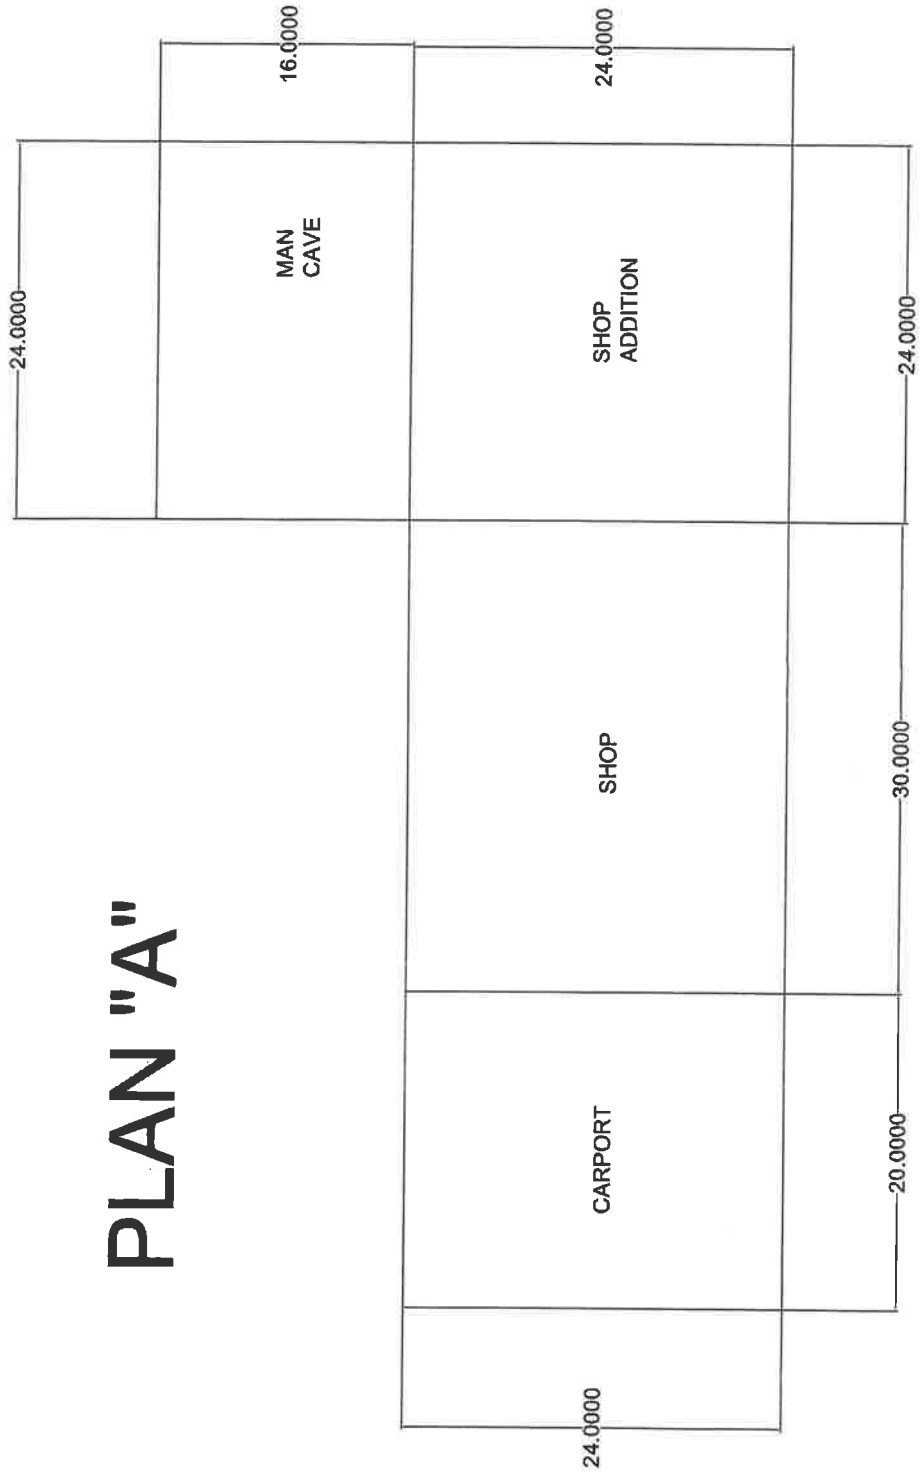 PLAN "A"
24.0000
16.0000
MAN
CAVE
24.0000
SHOP
ADDITION
SHOP
CARPORT
24.0000
20.0000
30.0000
24.0000